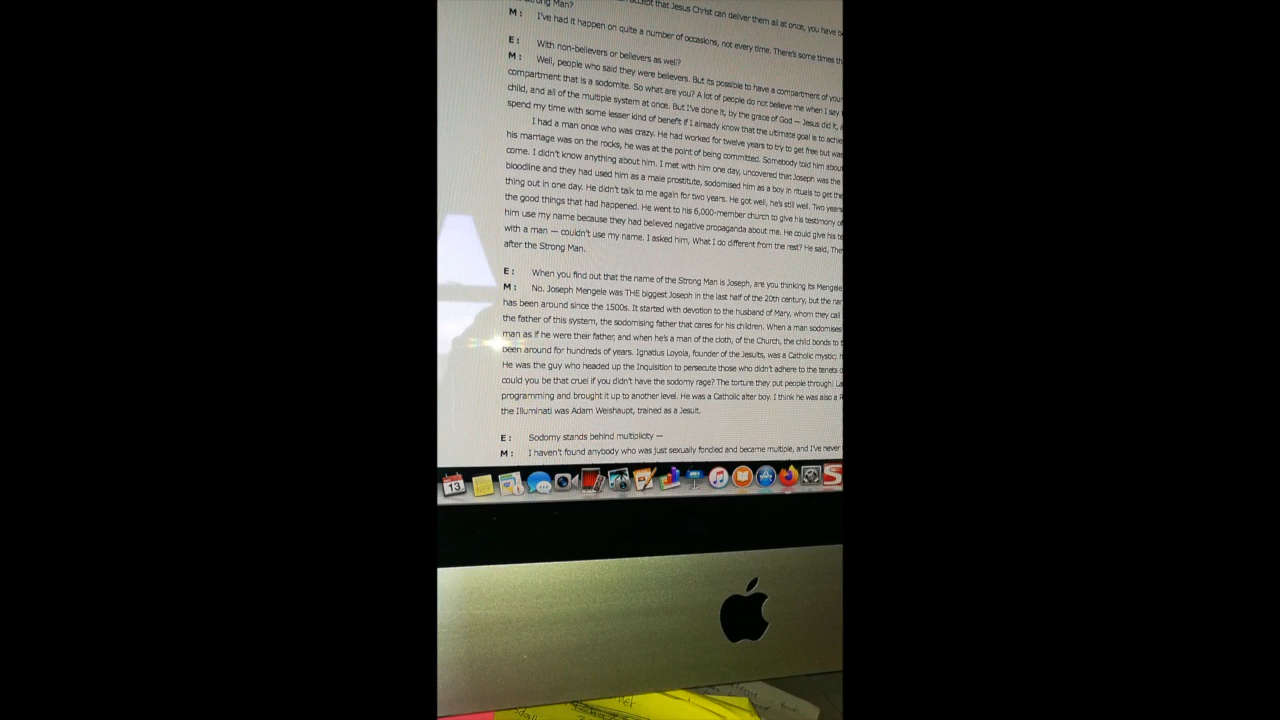 ong Man?
accept that Jesus Christ can deliver them all at once, you have b
M : I've had it happen on quite a number of occasions, not every time. There's some times th
E : With non-believers or believers as well?
M : Well, people who said they were believers. But its possible to have a compartment of your
compartment that is a sodomite. So what are you? A lot of people do not believe me when I say
child, and all of the multiple system at once. But I've done it, by the grace of God — Jesus did it,
spend my time with some lesser kind of benefit if I already know that the ultimate goal is to achie
I had a man once who was crazy. He had worked for twelve years to try to get free but was
his marriage was on the rocks, he was at the point of being committed. Somebody told him about
come. I didn't know anything about him. I met with him one day, uncovered that Joseph was the
bloodline and they had used him as a male prostitute, sodomised him as a boy in rituals to get the
thing out in one day. He didn't talk to me again for two years. He got well, he's still well. Two years
the good things that had happened. He went to his 6,000-member church to give his testimony of
him use my name because they had believed negative propaganda about me. He could give his te
with a man — couldn't use my name. I asked him, What I do different from the rest? He said, The
after the Strong Man.
E : When you find out that the name of the Strong Man is Joseph, are you thinking its Mengele
M : No. Joseph Mengele was THE biggest Joseph in the last half of the 20th century, but the nar
has been around since the 1500s. It started with devotion to the husband of Mary, whom they call
the father of this system, the sodomising father that cares for his children. When a man sodomises
man as if he were their father, and when he's a man of the cloth, of the Church, the child bonds to t
been around for hundreds of years. Ignatius Loyola, founder of the Jesuits, was a Catholic mystic; h
He was the guy who headed up the Inquisition to persecute those who didn't adhere to the tenets o
could you be that cruel if you didn't have the sodomy rage? The torture they put people through! La
programming and brought it up to another level. He was a Catholic alter boy. I think he was also a
the Illuminati was Adam Weishaupt, trained as a Jesuit.
E : Sodomy stands behind multiplicity —
M : I haven't found anybody who was just sexually fondled and became multiple, and I've never
13